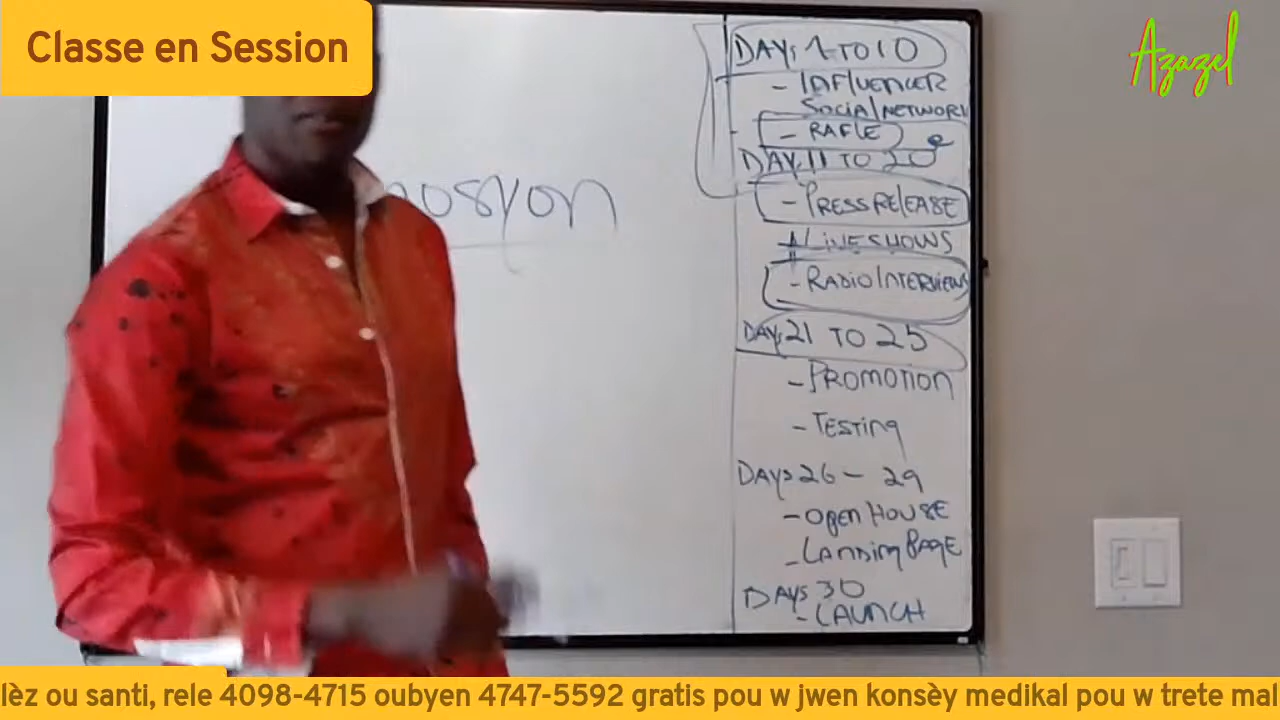 Classe en Session
Azazel
DAYS 1 TO 10
- INFLUENCER
- Social NETWORK
- RAFLE
DAYS 11 TO 20
- PRESS RELEASE
- LIVE SHOWS
- RADIO INTERVIEWS
DAYS 21 TO 25
- PROMOTION
- TESTING
DAYS 26 - 29
- OPEN HOUSE
- LANDING PAGE
DAYS 30
- LAUNCH
lèz ou santi, rele 4098-4715 oubyen 4747-5592 gratis pou w jwen konsèy medikal pou w trete mal